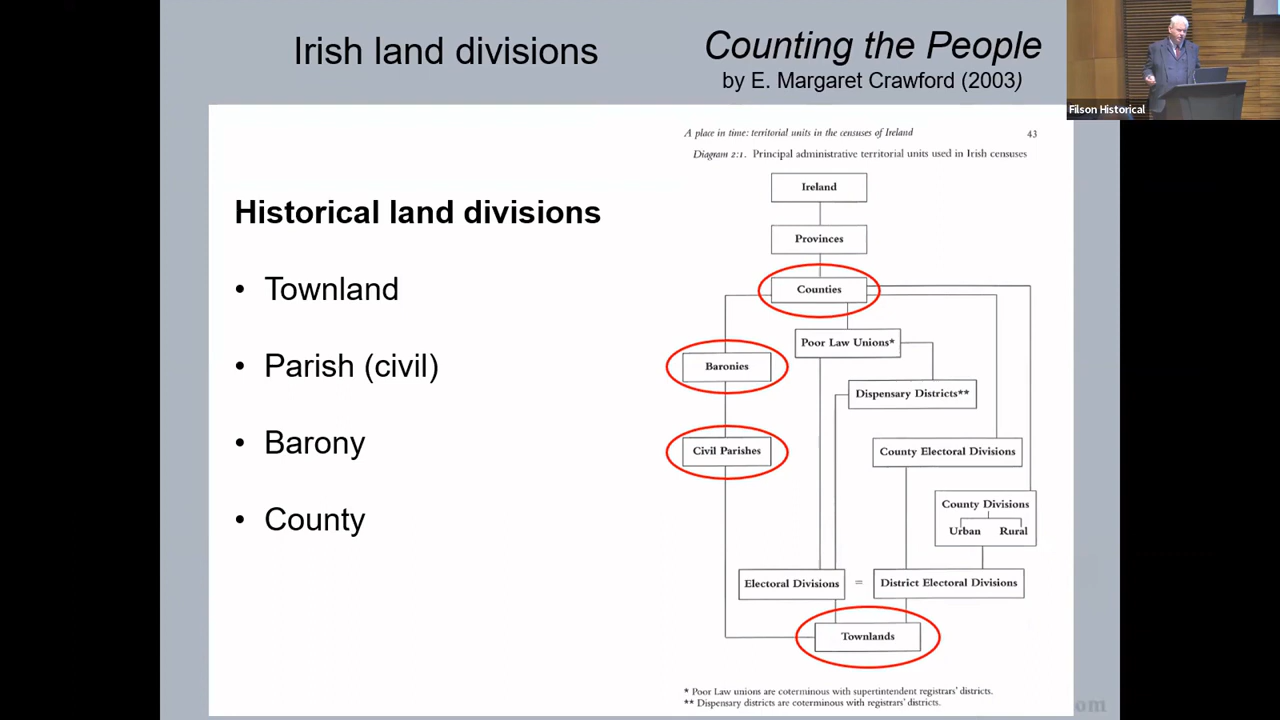 Irish land divisions
Counting the People
by E. Margaret Crawford (2003)
Filson Historical
A place in time: territorial units in the censuses of Ireland 43
Diagram 2:1. Principal administrative territorial units used in Irish censuses
Historical land divisions
• Townland
• Parish (civil)
• Barony
• County
Ireland
Provinces
Counties
Poor Law Unions*
Baronies
Dispensary Districts**
Civil Parishes
County Electoral Divisions
County Divisions
Urban Rural
Electoral Divisions = District Electoral Divisions
Townlands
* Poor Law unions are coterminous with superintendent registrars' districts.
** Dispensary districts are coterminous with registrars' districts.